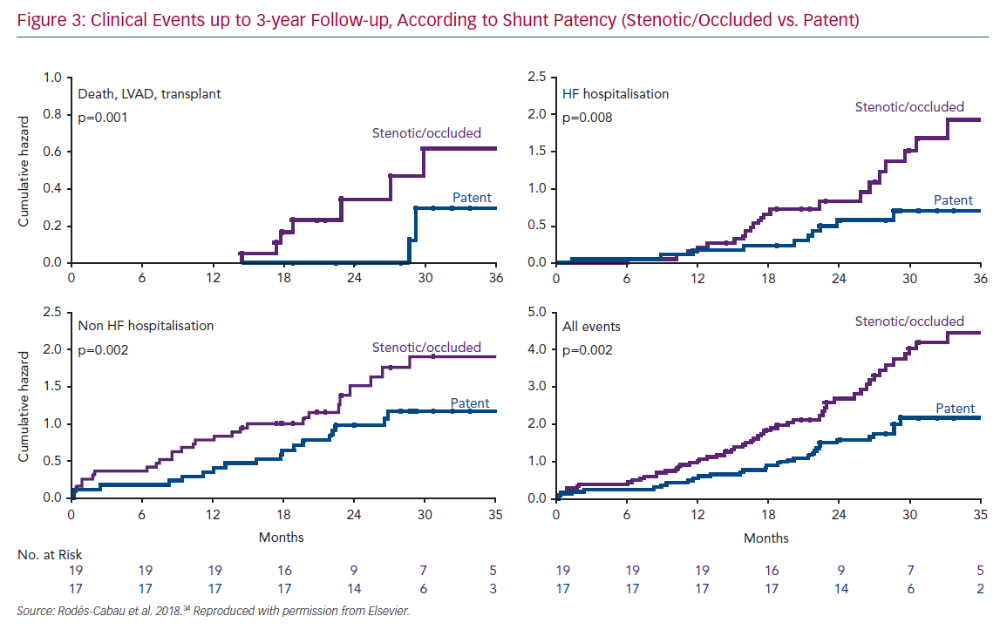 Figure 3: Clinical Events up to 3-year Follow-up, According to Shunt Patency (Stenotic/Occluded vs. Patent)
Cumulative hazard
1.0
0.8
0.6
0.4
0.2
0.0
Death, LVAD, transplant
p=0.001
Stenotic/occluded
Patent
0 6 12 18 24 30 36
2.5
2.0
1.5
1.0
0.5
0.0
HF hospitalisation
p=0.008
Stenotic/occluded
Patent
0 6 12 18 24 30 36
Cumulative hazard
2.5
2.0
1.5
1.0
0.5
0.0
Non HF hospitalisation
p=0.002
Stenotic/occluded
Patent
0 6 12 18 24 30 35
Months
5.0
4.0
3.0
2.0
1.0
0.0
All events
p=0.002
Stenotic/occluded
Patent
0 6 12 18 24 30 35
Months
No. at Risk
19 19 19 16 9 7 5
17 17 17 17 14 6 3
19 19 19 16 9 7 5
17 17 17 17 14 6 2
Source: Rodés-Cabau et al. 2018.³⁴ Reproduced with permission from Elsevier.